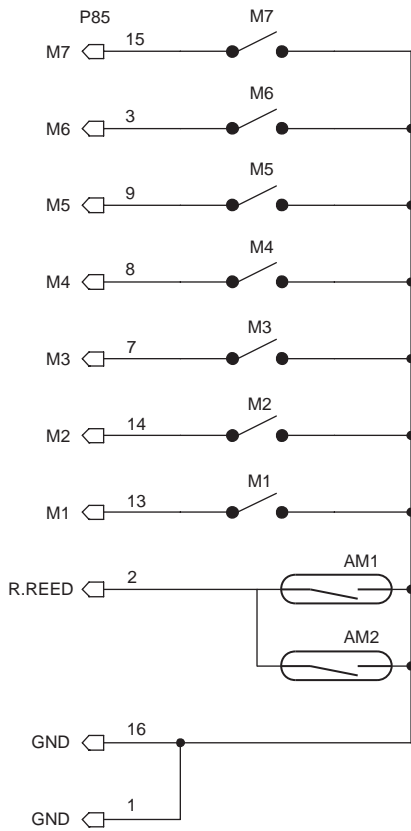 P85
M7
M7 15
M6
M6 3
M5
M5 9
M4
M4 8
M3
M3 7
M2
M2 14
M1
M1 13
AM1
R.REED 2
AM2
GND 16
GND 1